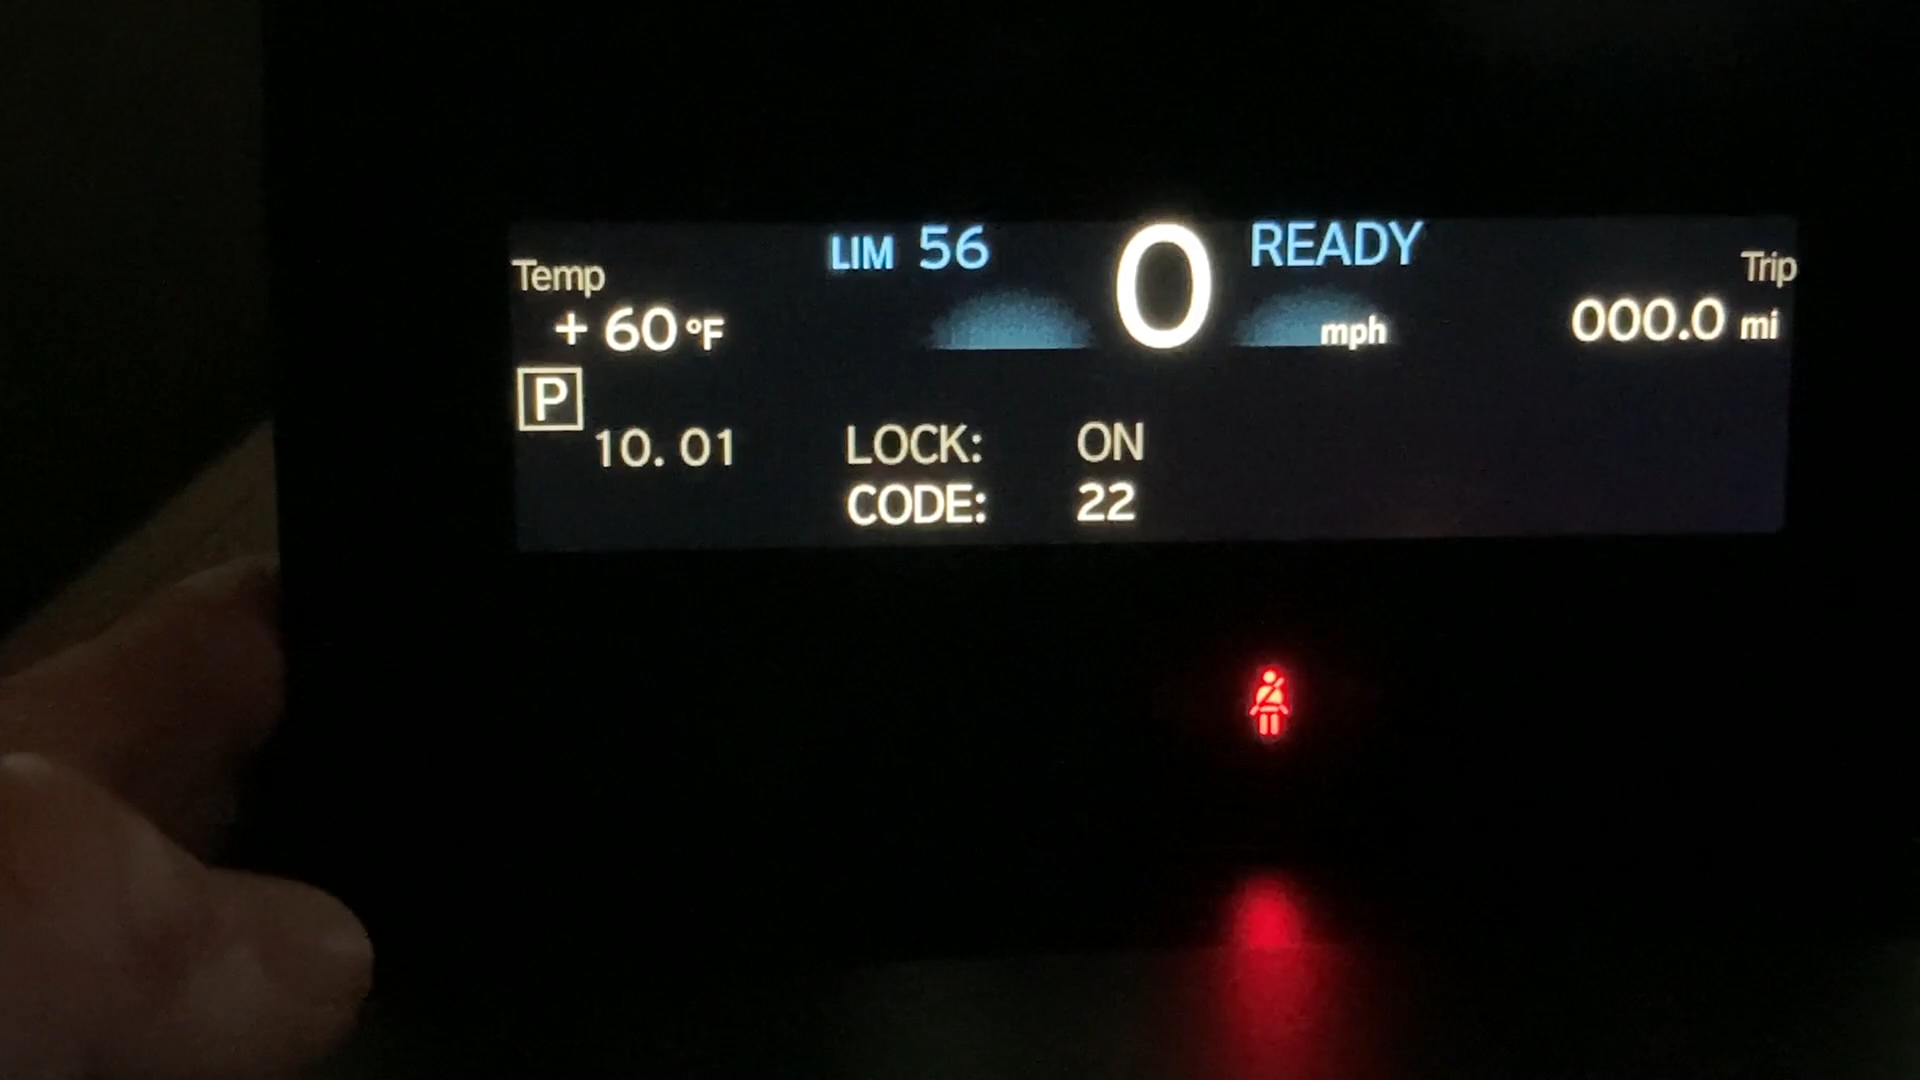 LIM 56 0 READY
Temp Trip
+ 60 °F mph 000.0 mi
P
10.01 LOCK: ON
CODE: 22